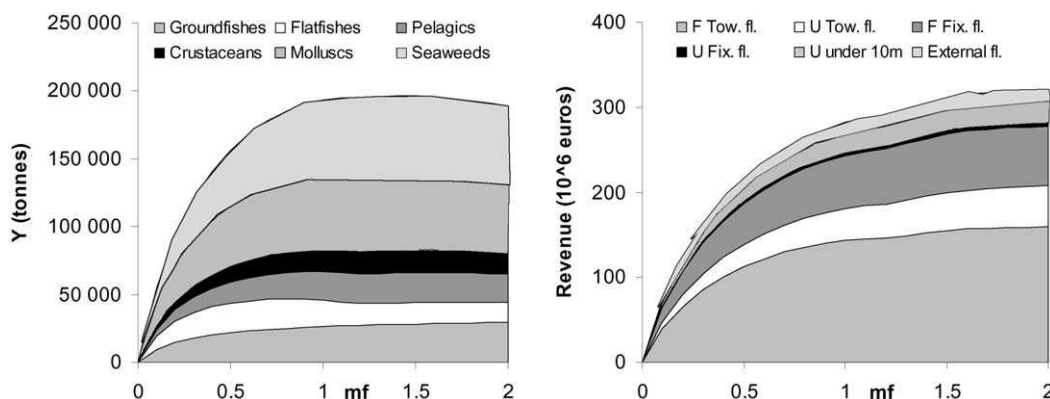 250 000
Groundfishes Flatfishes Pelagics
Crustaceans Molluscs Seaweeds
200 000
150 000
100 000
50 000
0
Y (tonnes)
0 0.5 1 mf 1.5 2
F Tow. fl. U Tow. fl. F Fix. fl.
U Fix. fl. U under 10m External fl.
400
300
200
100
0
Revenue (10^6 euros)
0 0.5 1 mf 1.5 2